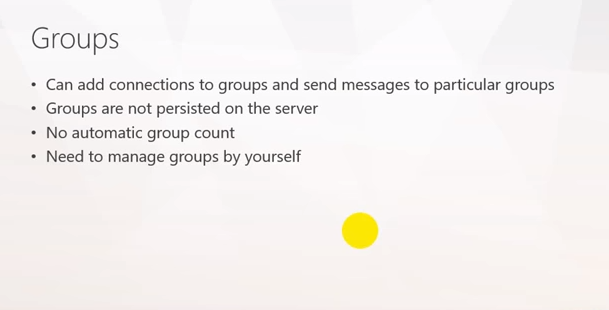 Groups
• Can add connections to groups and send messages to particular groups
• Groups are not persisted on the server
• No automatic group count
• Need to manage groups by yourself